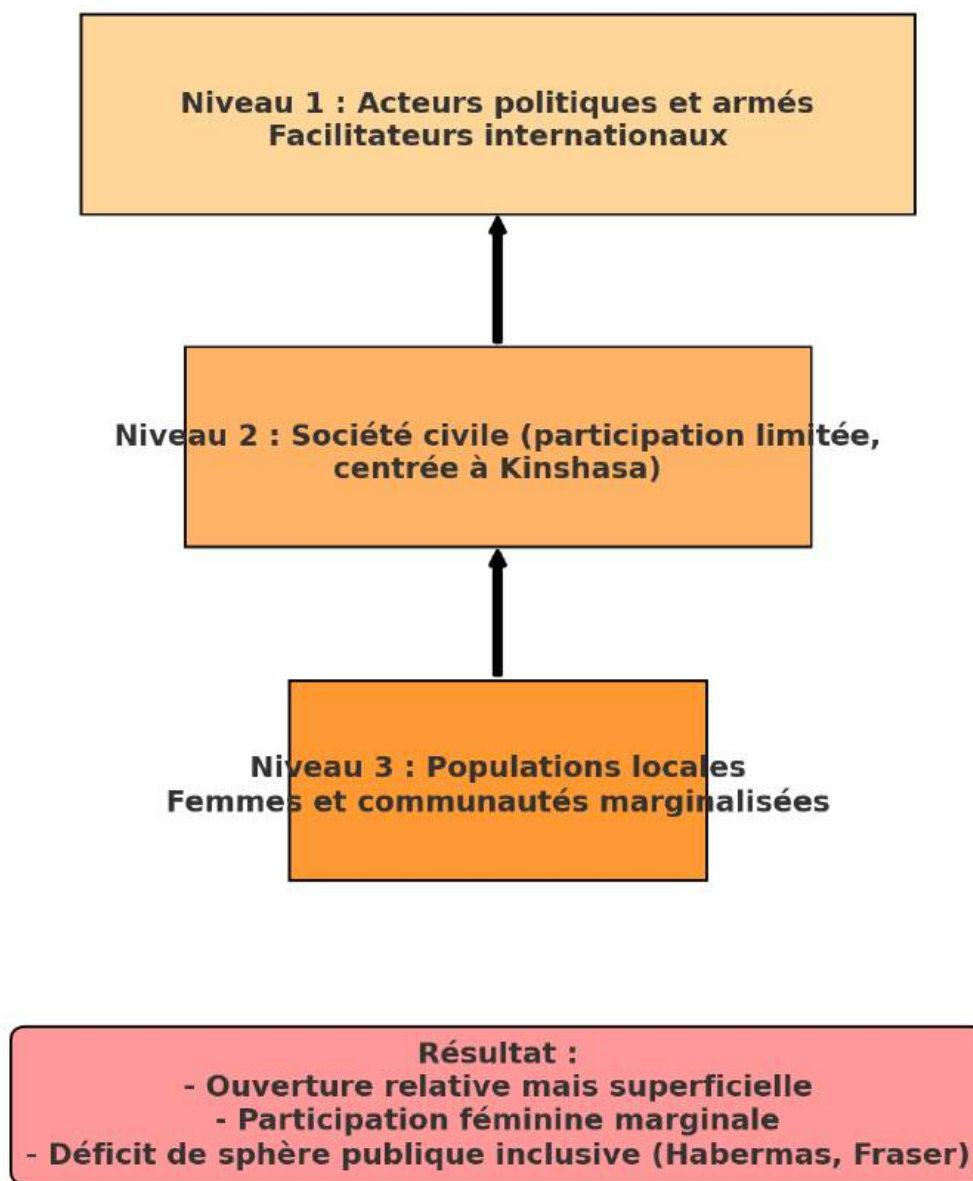 Niveau 1 : Acteurs politiques et armés
Facilitateurs internationaux
Niveau 2 : Société civile (participation limitée,
centrée à Kinshasa)
Niveau 3 : Populations locales
Femmes et communautés marginalisées
Résultat :
- Ouverture relative mais superficielle
- Participation féminine marginale
- Déficit de sphère publique inclusive (Habermas, Fraser)